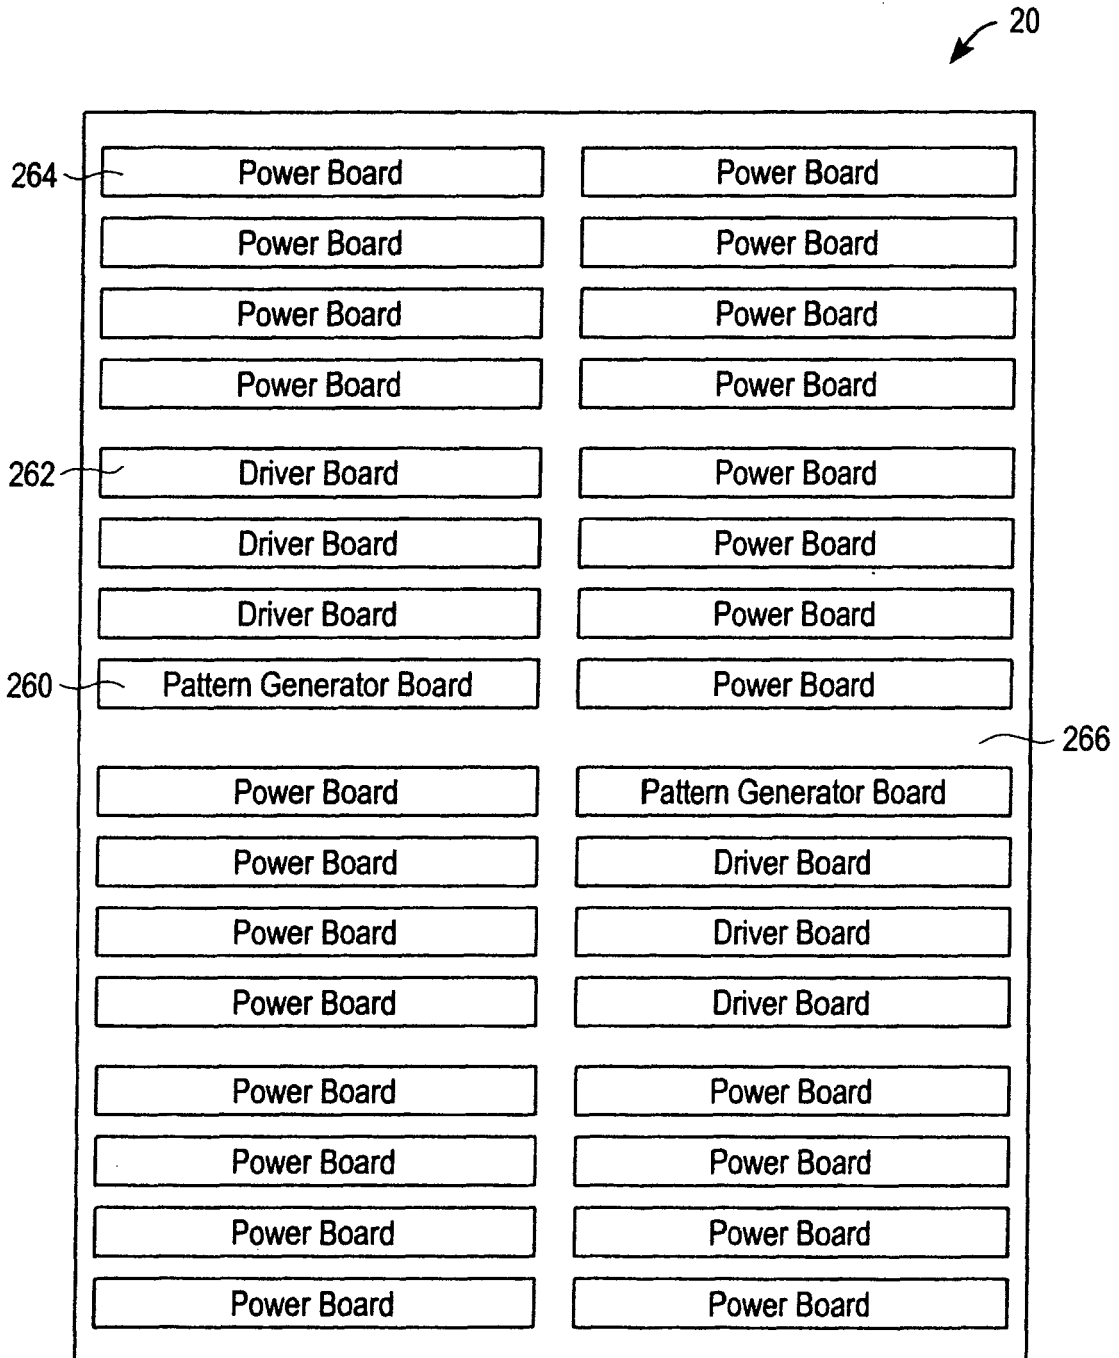 20
264 Power Board Power Board
Power Board Power Board
Power Board Power Board
Power Board Power Board
262 Driver Board Power Board
Driver Board Power Board
Driver Board Power Board
260 Pattern Generator Board Power Board
266
Power Board Pattern Generator Board
Power Board Driver Board
Power Board Driver Board
Power Board Driver Board
Power Board Power Board
Power Board Power Board
Power Board Power Board
Power Board Power Board